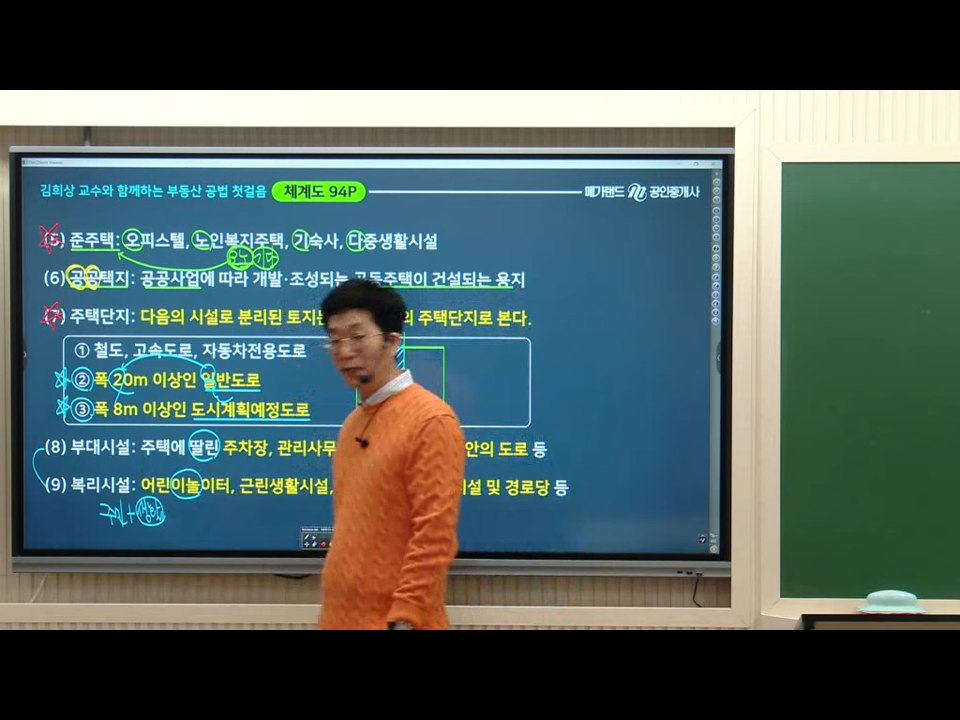 김희상 교수와 함께하는 부동산 공법 첫걸음 체계도 94P 메가랜드 공인중개사
(5) 준주택: 오피스텔, 노인복지주택, 기숙사, 다중생활시설
오노 기다
(6) 공공택지: 공공사업에 따라 개발·조성되는 공동주택이 건설되는 용지
(7) 주택단지: 다음의 시설로 분리된 토지는 의 주택단지로 본다.
① 철도, 고속도로, 자동차전용도로
② 폭 20m 이상인 일반도로
③ 폭 8m 이상인 도시계획예정도로
(8) 부대시설: 주택에 딸린 주차장, 관리사무 안의 도로 등
(9) 복리시설: 어린이놀이터, 근린생활시설, 시설 및 경로당 등
주민+생활